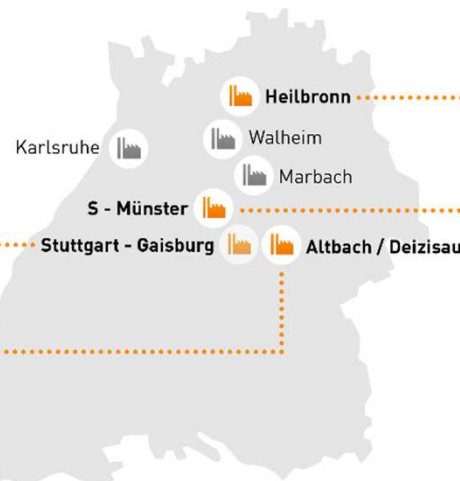 Heilbronn
Walheim
Karlsruhe
Marbach
S - Münster
Stuttgart - Gaisburg
Altbach / Deizisau